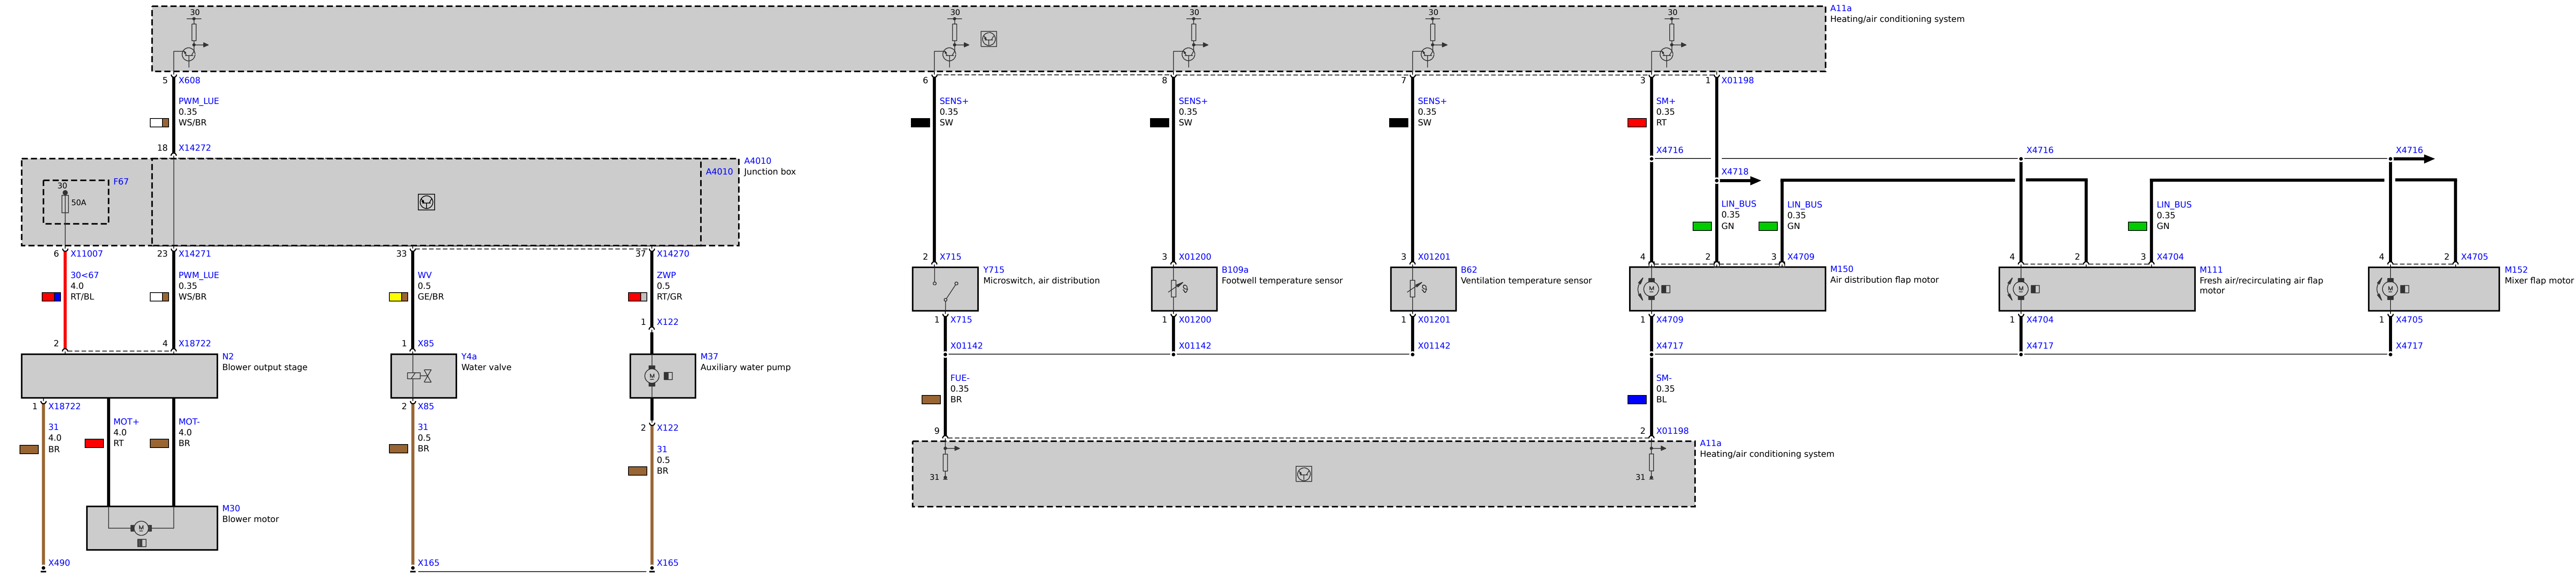 30
30
30
30
30
A11a
Heating/air conditioning system
5 X608
6
8
7
3
1 X01198
PWM_LUE
0.35
WS/BR
SENS+
0.35
SW
SENS+
0.35
SW
SENS+
0.35
SW
SM+
0.35
RT
18 X14272
X4716
X4716
X4716
A4010
Junction box
A4010
X4718
30
F67
50A
LIN_BUS
0.35
GN
LIN_BUS
0.35
GN
LIN_BUS
0.35
GN
6 X11007
23 X14271
33
37 X14270
2 X715
3 X01200
3 X01201
4
2
3 X4709
4
2
3 X4704
4
2 X4705
30<67
4.0
RT/BL
PWM_LUE
0.35
WS/BR
WV
0.5
GE/BR
ZWP
0.5
RT/GR
Y715
Microswitch, air distribution
B109a
Footwell temperature sensor
B62
Ventilation temperature sensor
M
M150
Air distribution flap motor
M
M111
Fresh air/recirculating air flap
motor
M
M152
Mixer flap motor
1 X122
1 X715
1 X01200
1 X01201
1 X4709
1 X4704
1 X4705
2
4 X18722
1 X85
X01142
X01142
X01142
X4717
X4717
X4717
N2
Blower output stage
Y4a
Water valve
M
M37
Auxiliary water pump
FUE-
0.35
BR
SM-
0.35
BL
1 X18722
2 X85
2 X122
9
2 X01198
31
4.0
BR
MOT+
4.0
RT
MOT-
4.0
BR
31
0.5
BR
31
0.5
BR
A11a
Heating/air conditioning system
31
31
M
M30
Blower motor
X490
X165
X165